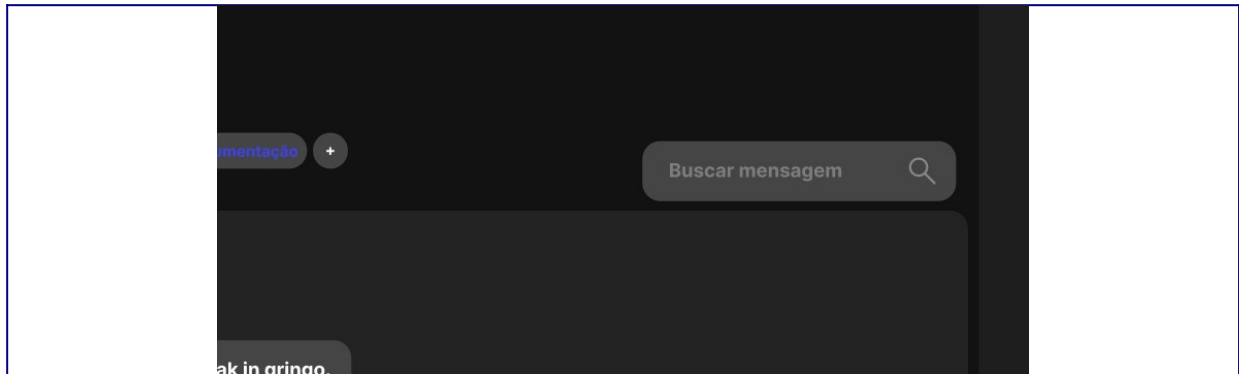 umentação +
Buscar mensagem
ak in gringo.